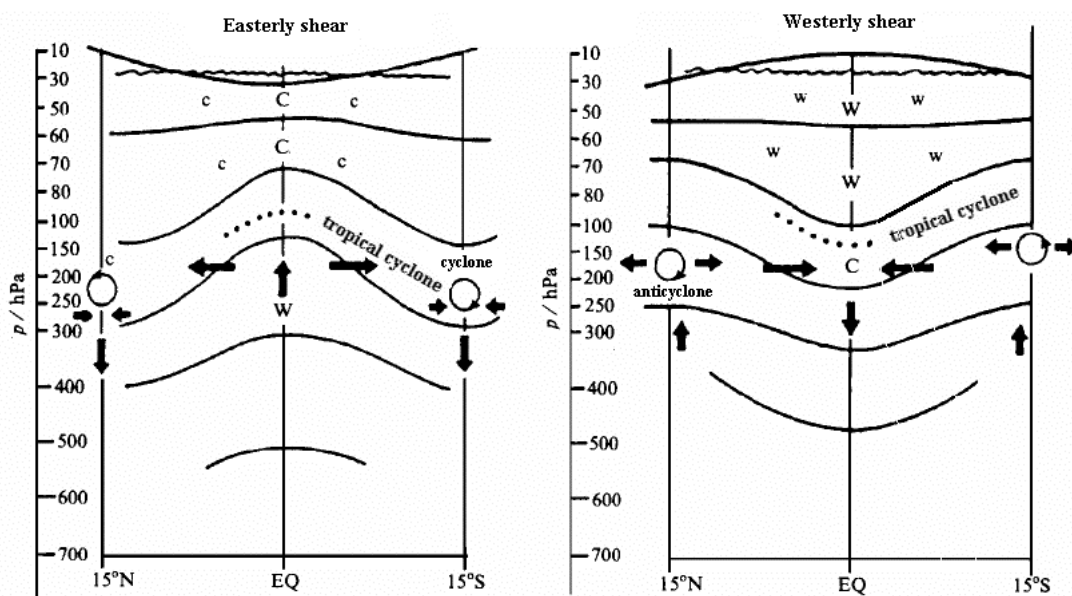 Easterly shear
Westerly shear
p / hPa
10
30
50
60
70
80
100
150
200
250
300
400
500
600
700
c
C
c
c
C
c
tropical cyclone
c
cyclone
W
15°N
EQ
15°S
p / hPa
10
30
50
60
70
80
100
150
200
250
300
400
500
600
700
w
W
w
w
W
w
tropical cyclone
C
anticyclone
15°N
EQ
15°S